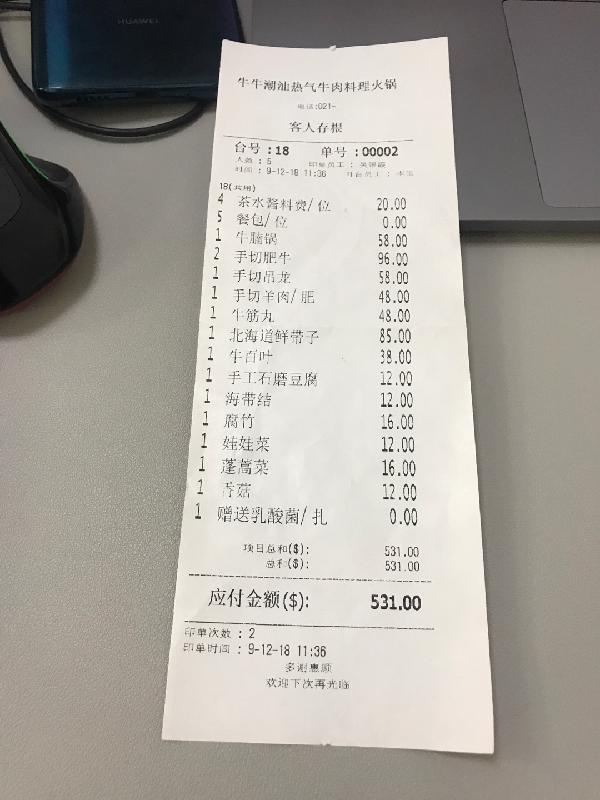 HUAWEI
牛牛潮汕热气牛肉料理火锅
电话:021-
客人存根
台号:18 单号:00002
人数:5 印单员工:
时间:9-12-18 11:36 开台员工:
18(共用)
4 茶水酱料费/位 20.00
5 餐包/位 0.00
1 牛腩锅 58.00
2 手切肥牛 96.00
1 手切吊龙 58.00
1 手切羊肉/肥 48.00
1 牛筋丸 48.00
1 北海道鲜带子 85.00
1 牛百叶 38.00
1 手工石磨豆腐 12.00
1 海带结 12.00
1 腐竹 16.00
1 娃娃菜 12.00
1 蓬蒿菜 16.00
1 香菇 12.00
1 赠送乳酸菌/扎 0.00
项目总和($): 531.00
总和($): 531.00
应付金额($): 531.00
印单次数:2
印单时间:9-12-18 11:36
多谢惠顾
欢迎下次再光临